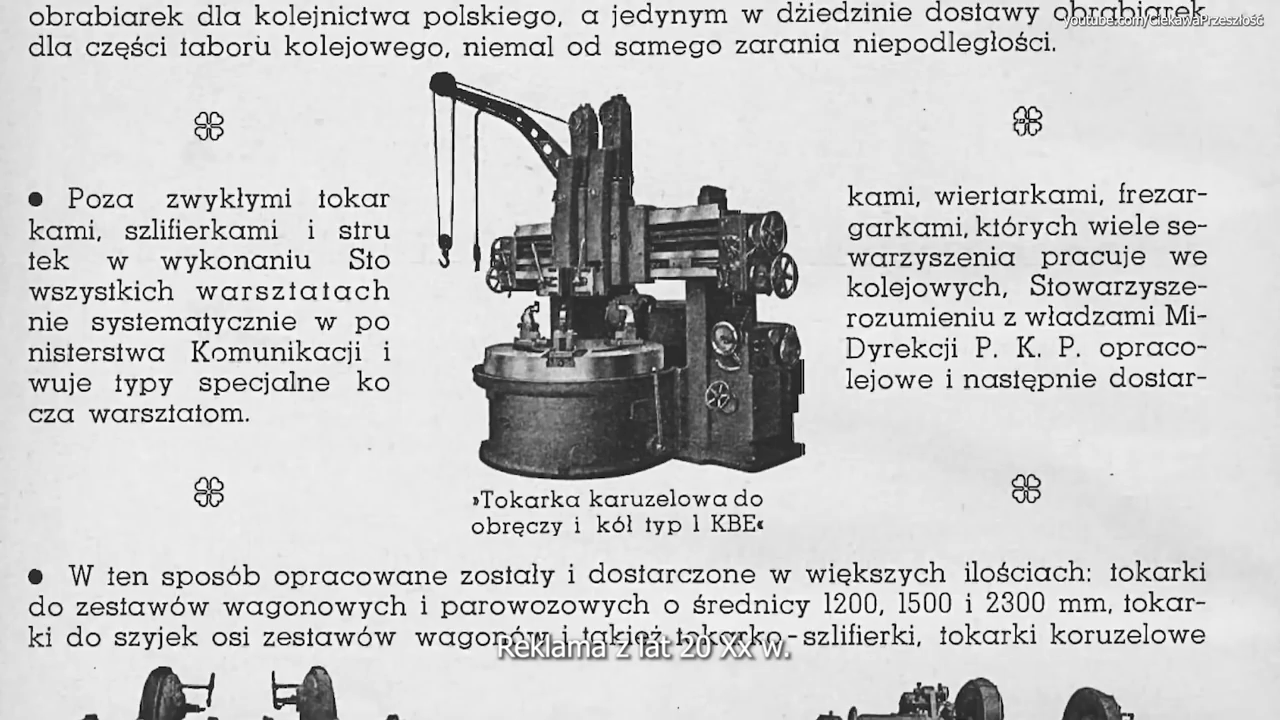 obrabiarek dla kolejnictwa polskiego, a jedynym w dziedzinie dostawy obrabiarek
youtube.com/CiekawaPrzeszłość
dla części taboru kolejowego, niemal od samego zarania niepodległości.
● Poza zwykłymi tokar
kami, szlifierkami i stru
tek w wykonaniu Sto
wszystkich warsztatach
nie systematycznie w po
nisterstwa Komunikacji i
wuje typy specjalne ko
cza warsztatom.
kami, wiertarkami, frezar-
garkami, których wiele se-
warzyszenia pracuje we
kolejowych, Stowarzysze-
rozumieniu z władzami Mi-
Dyrekcji P. K. P. opraco-
lejowe i następnie dostar-
»Tokarka karuzelowa do
obręczy i kół typ 1 KBE«
● W ten sposób opracowane zostały i dostarczone w większych ilościach: tokarki
do zestawów wagonowych i parowozowych o średnicy 1200, 1500 i 2300 mm, tokar-
ki do szyjek osi zestawów wagonów i takież tokarko-szlifierki, tokarki koruzelowe
Reklama z lat 20 XX w.